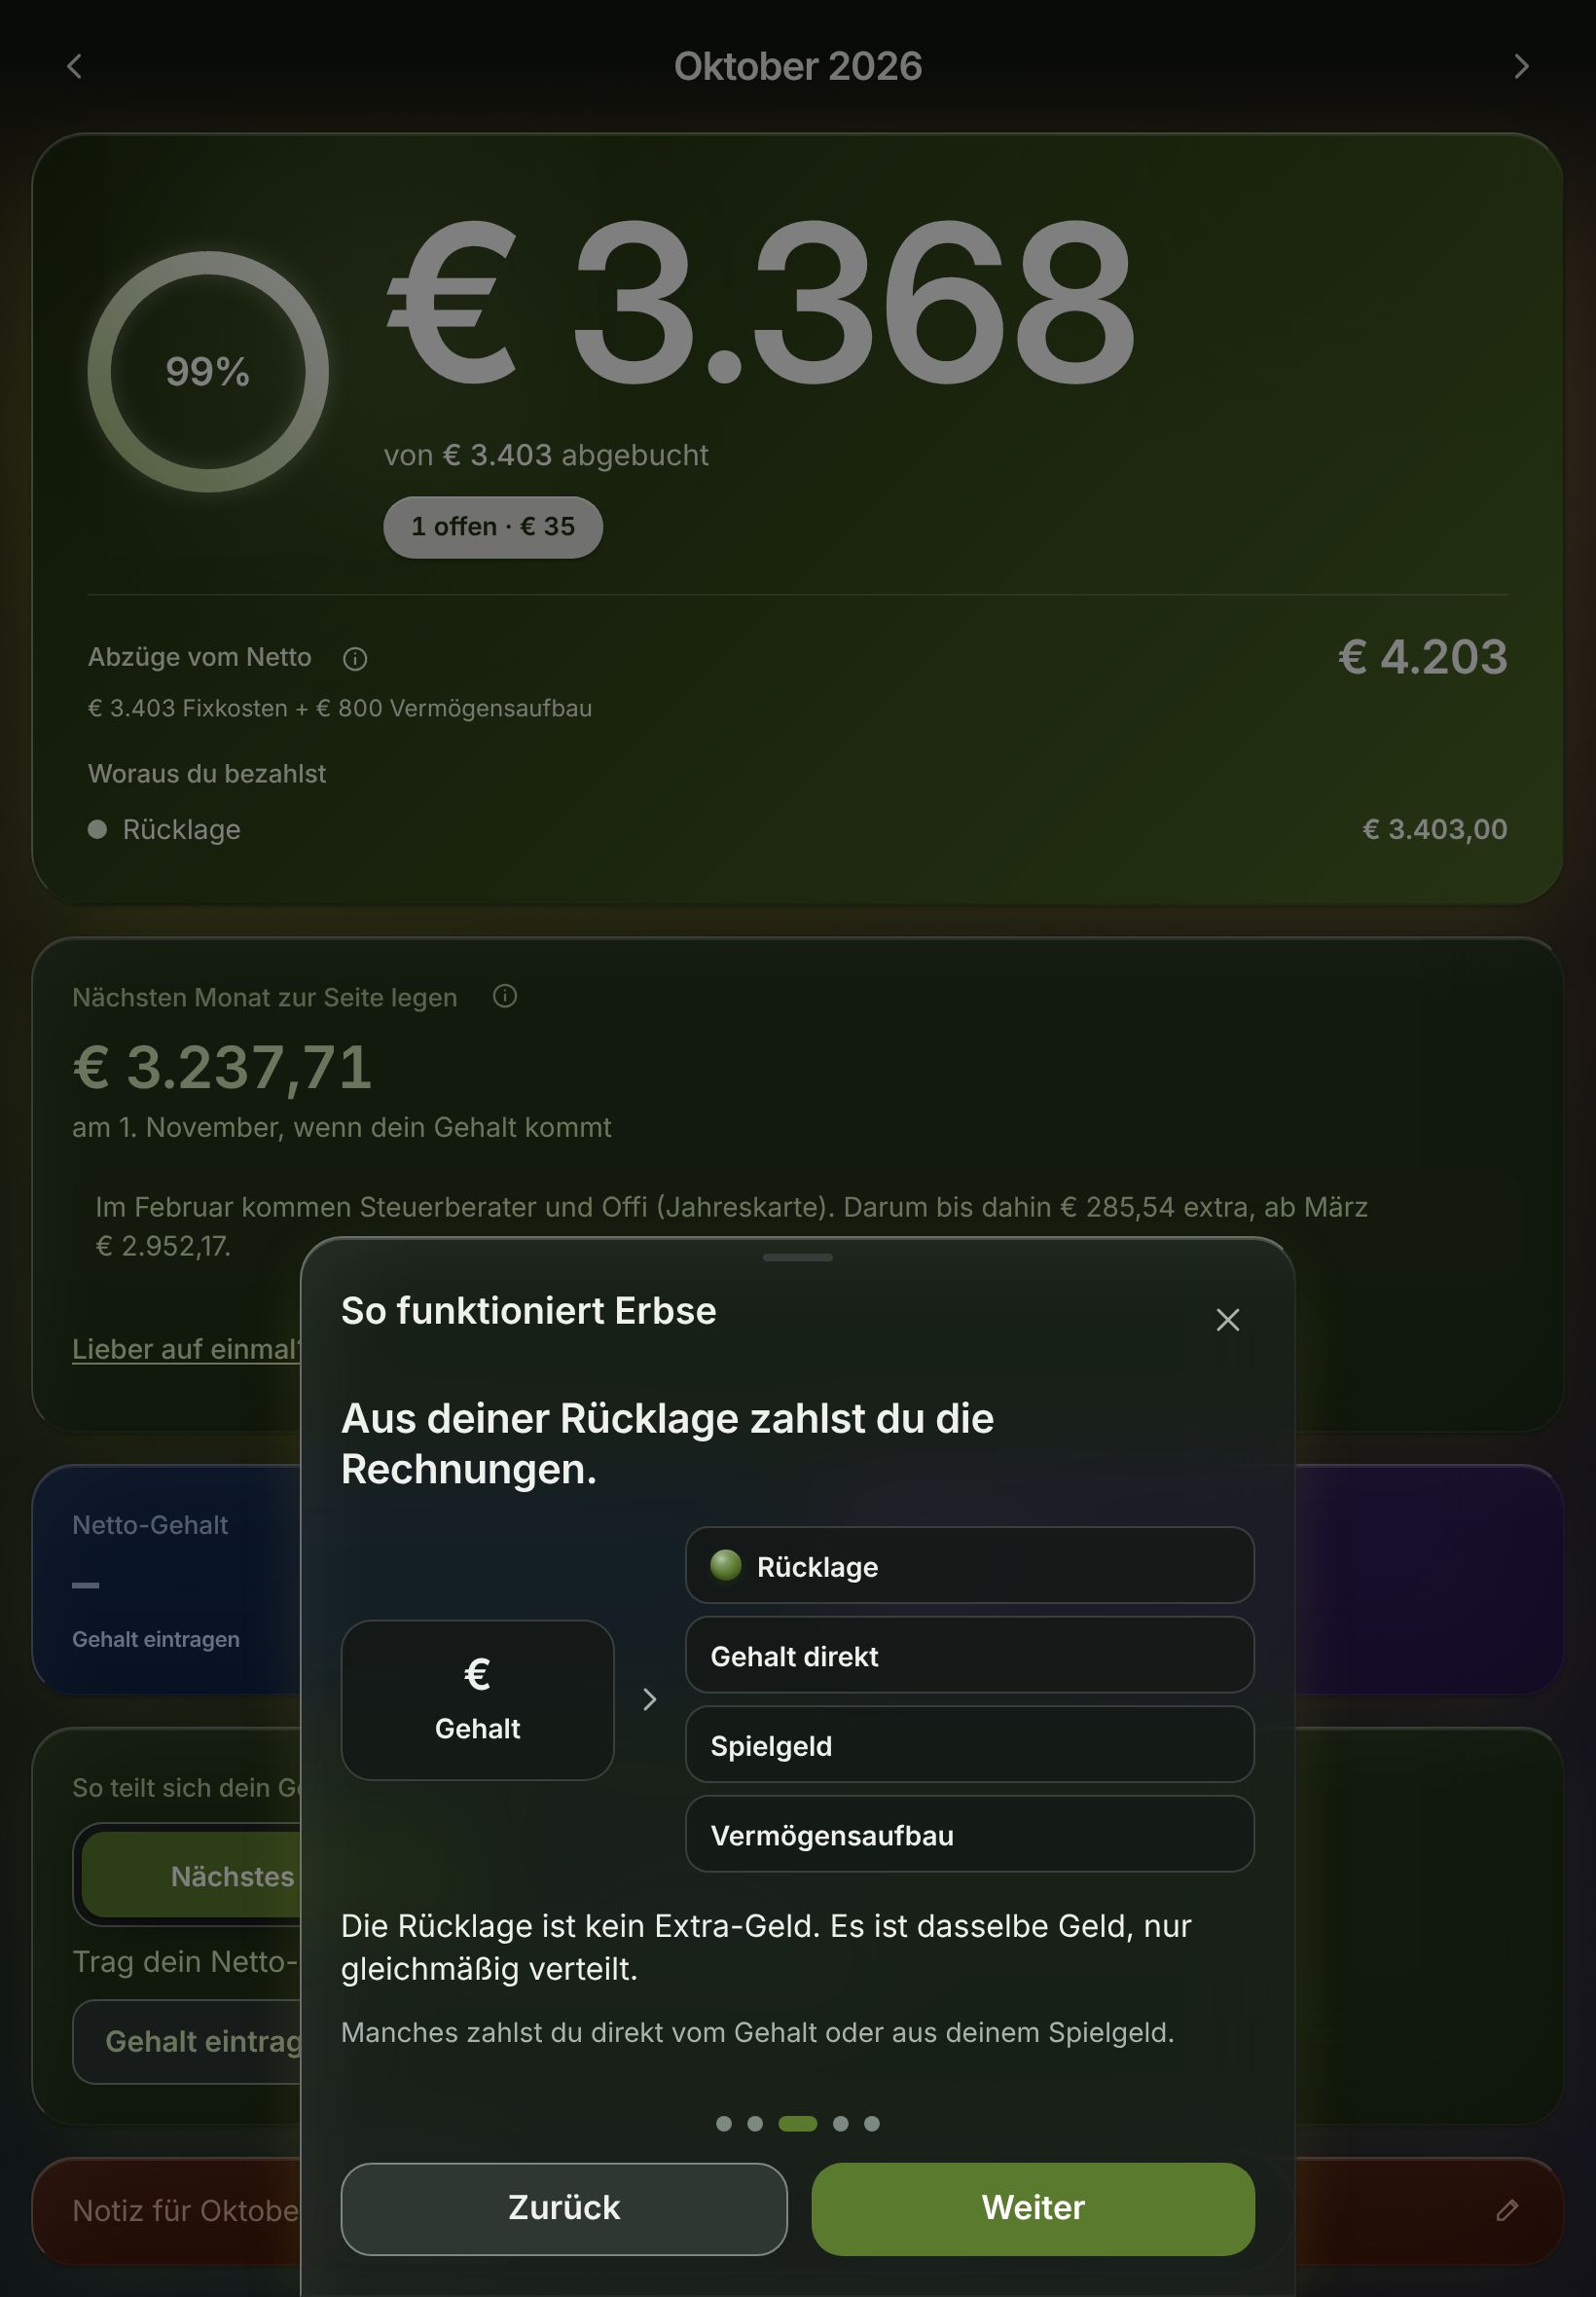 Oktober 2026
99%
€ 3.368
von € 3.403 abgebucht
1 offen · € 35
Abzüge vom Netto
€ 4.203
€ 3.403 Fixkosten + € 800 Vermögensaufbau
Woraus du bezahlst
Rücklage
€ 3.403,00
Nächsten Monat zur Seite legen
€ 3.237,71
am 1. November, wenn dein Gehalt kommt
Im Februar kommen Steuerberater und Offi (Jahreskarte). Darum bis dahin € 285,54 extra, ab März
€ 2.952,17.
Lieber auf einmal?
Netto-Gehalt
–
Gehalt eintragen
So teilt sich dein
Nächstes
Trag dein Netto-
Gehalt
Notiz für
So funktioniert Erbse
Aus deiner Rücklage zahlst du die
Rechnungen.
€
Gehalt
Rücklage
Gehalt direkt
Spielgeld
Vermögensaufbau
Die Rücklage ist kein Extra-Geld. Es ist dasselbe Geld, nur
gleichmäßig verteilt.
Manches zahlst du direkt vom Gehalt oder aus deinem Spielgeld.
Zurück
Weiter